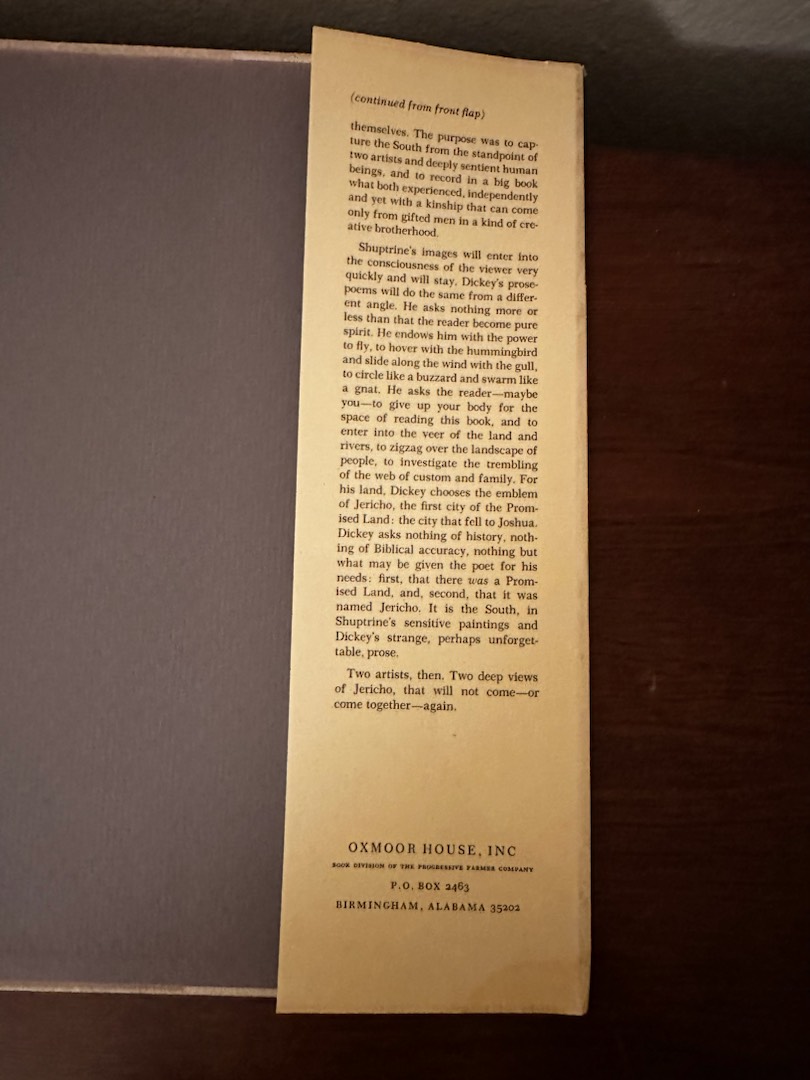 (continued from front flap)
themselves. The purpose was to cap-
ture the South from the standpoint of
two artists and deeply sentient human
beings, and to record in a big book
what both experienced, independently
and yet with a kinship that can come
only from gifted men in a kind of cre-
ative brotherhood.
Shuptrine's images will enter into
the consciousness of the viewer very
quickly and will stay. Dickey's prose-
poems will do the same from a differ-
ent angle. He asks nothing more or
less than that the reader become pure
spirit. He endows him with the power
to fly, to hover with the hummingbird
and slide along the wind with the gull,
to circle like a buzzard and swarm like
a gnat. He asks the reader—maybe
you—to give up your body for the
space of reading this book, and to
enter into the veer of the land and
rivers, to zigzag over the landscape of
people, to investigate the trembling
of the web of custom and family. For
his land, Dickey chooses the emblem
of Jericho, the first city of the Prom-
ised Land: the city that fell to Joshua.
Dickey asks nothing of history, noth-
ing of Biblical accuracy, nothing but
what may be given the poet for his
needs: first, that there was a Prom-
ised Land, and, second, that it was
named Jericho. It is the South, in
Shuptrine's sensitive paintings and
Dickey's strange, perhaps unforget-
table, prose.
Two artists, then. Two deep views
of Jericho, that will not come—or
come together—again.
OXMOOR HOUSE, INC
BOOK DIVISION OF THE PROGRESSIVE FARMER COMPANY
P.O. BOX 2463
BIRMINGHAM, ALABAMA 35202